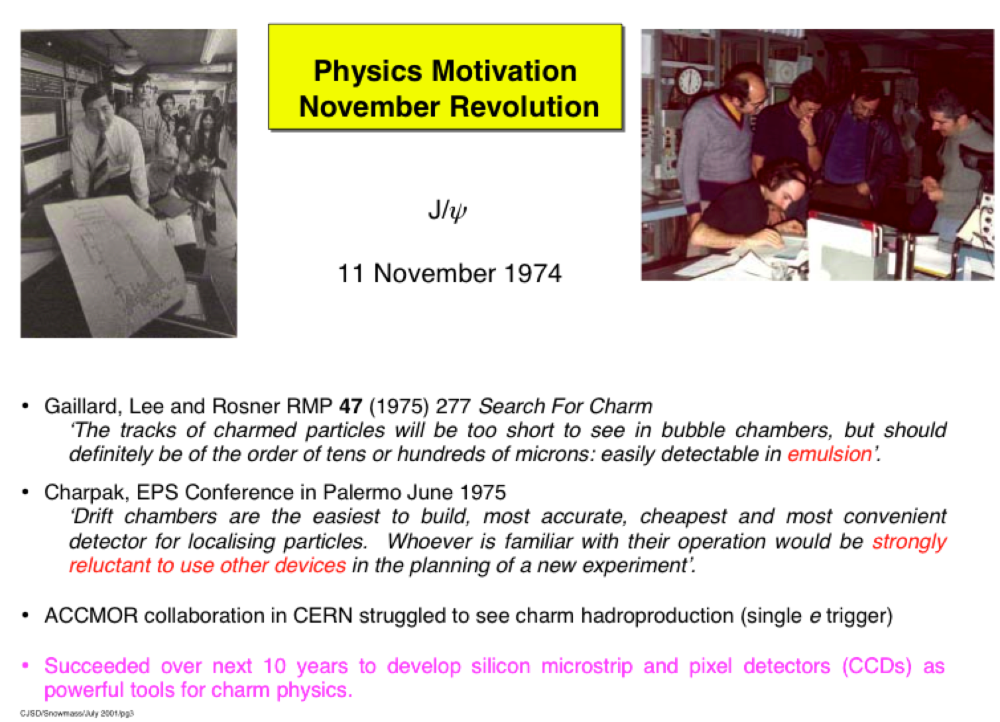 Physics Motivation
November Revolution
J/ψ
11 November 1974
• Gaillard, Lee and Rosner RMP 47 (1975) 277 Search For Charm
‘The tracks of charmed particles will be too short to see in bubble chambers, but should
definitely be of the order of tens or hundreds of microns: easily detectable in emulsion’.
• Charpak, EPS Conference in Palermo June 1975
‘Drift chambers are the easiest to build, most accurate, cheapest and most convenient
detector for localising particles. Whoever is familiar with their operation would be strongly
reluctant to use other devices in the planning of a new experiment’.
• ACCMOR collaboration in CERN struggled to see charm hadroproduction (single e trigger)
• Succeeded over next 10 years to develop silicon microstrip and pixel detectors (CCDs) as
powerful tools for charm physics.
CJSD/Snowmass/July 2001/pg3